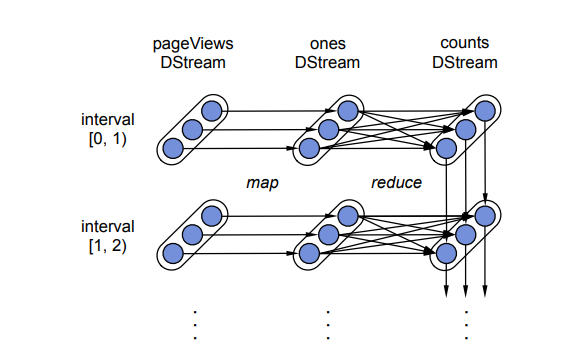 pageViews
DStream
ones
DStream
counts
DStream
interval
[0, 1)
map
reduce
interval
[1, 2)